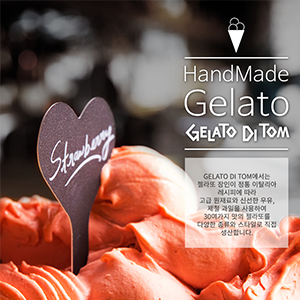 HandMade
Gelato
GELATO DI TOM
Strawberry
GELATO DI TOM에서는
젤라또 장인이 정통 이탈리아
레시피에 따라
고급 원재료와 신선한 우유,
제철 과일을 사용하여
30여가지 맛의 젤라또를
다양한 종류와 스타일로 직접
생산합니다.